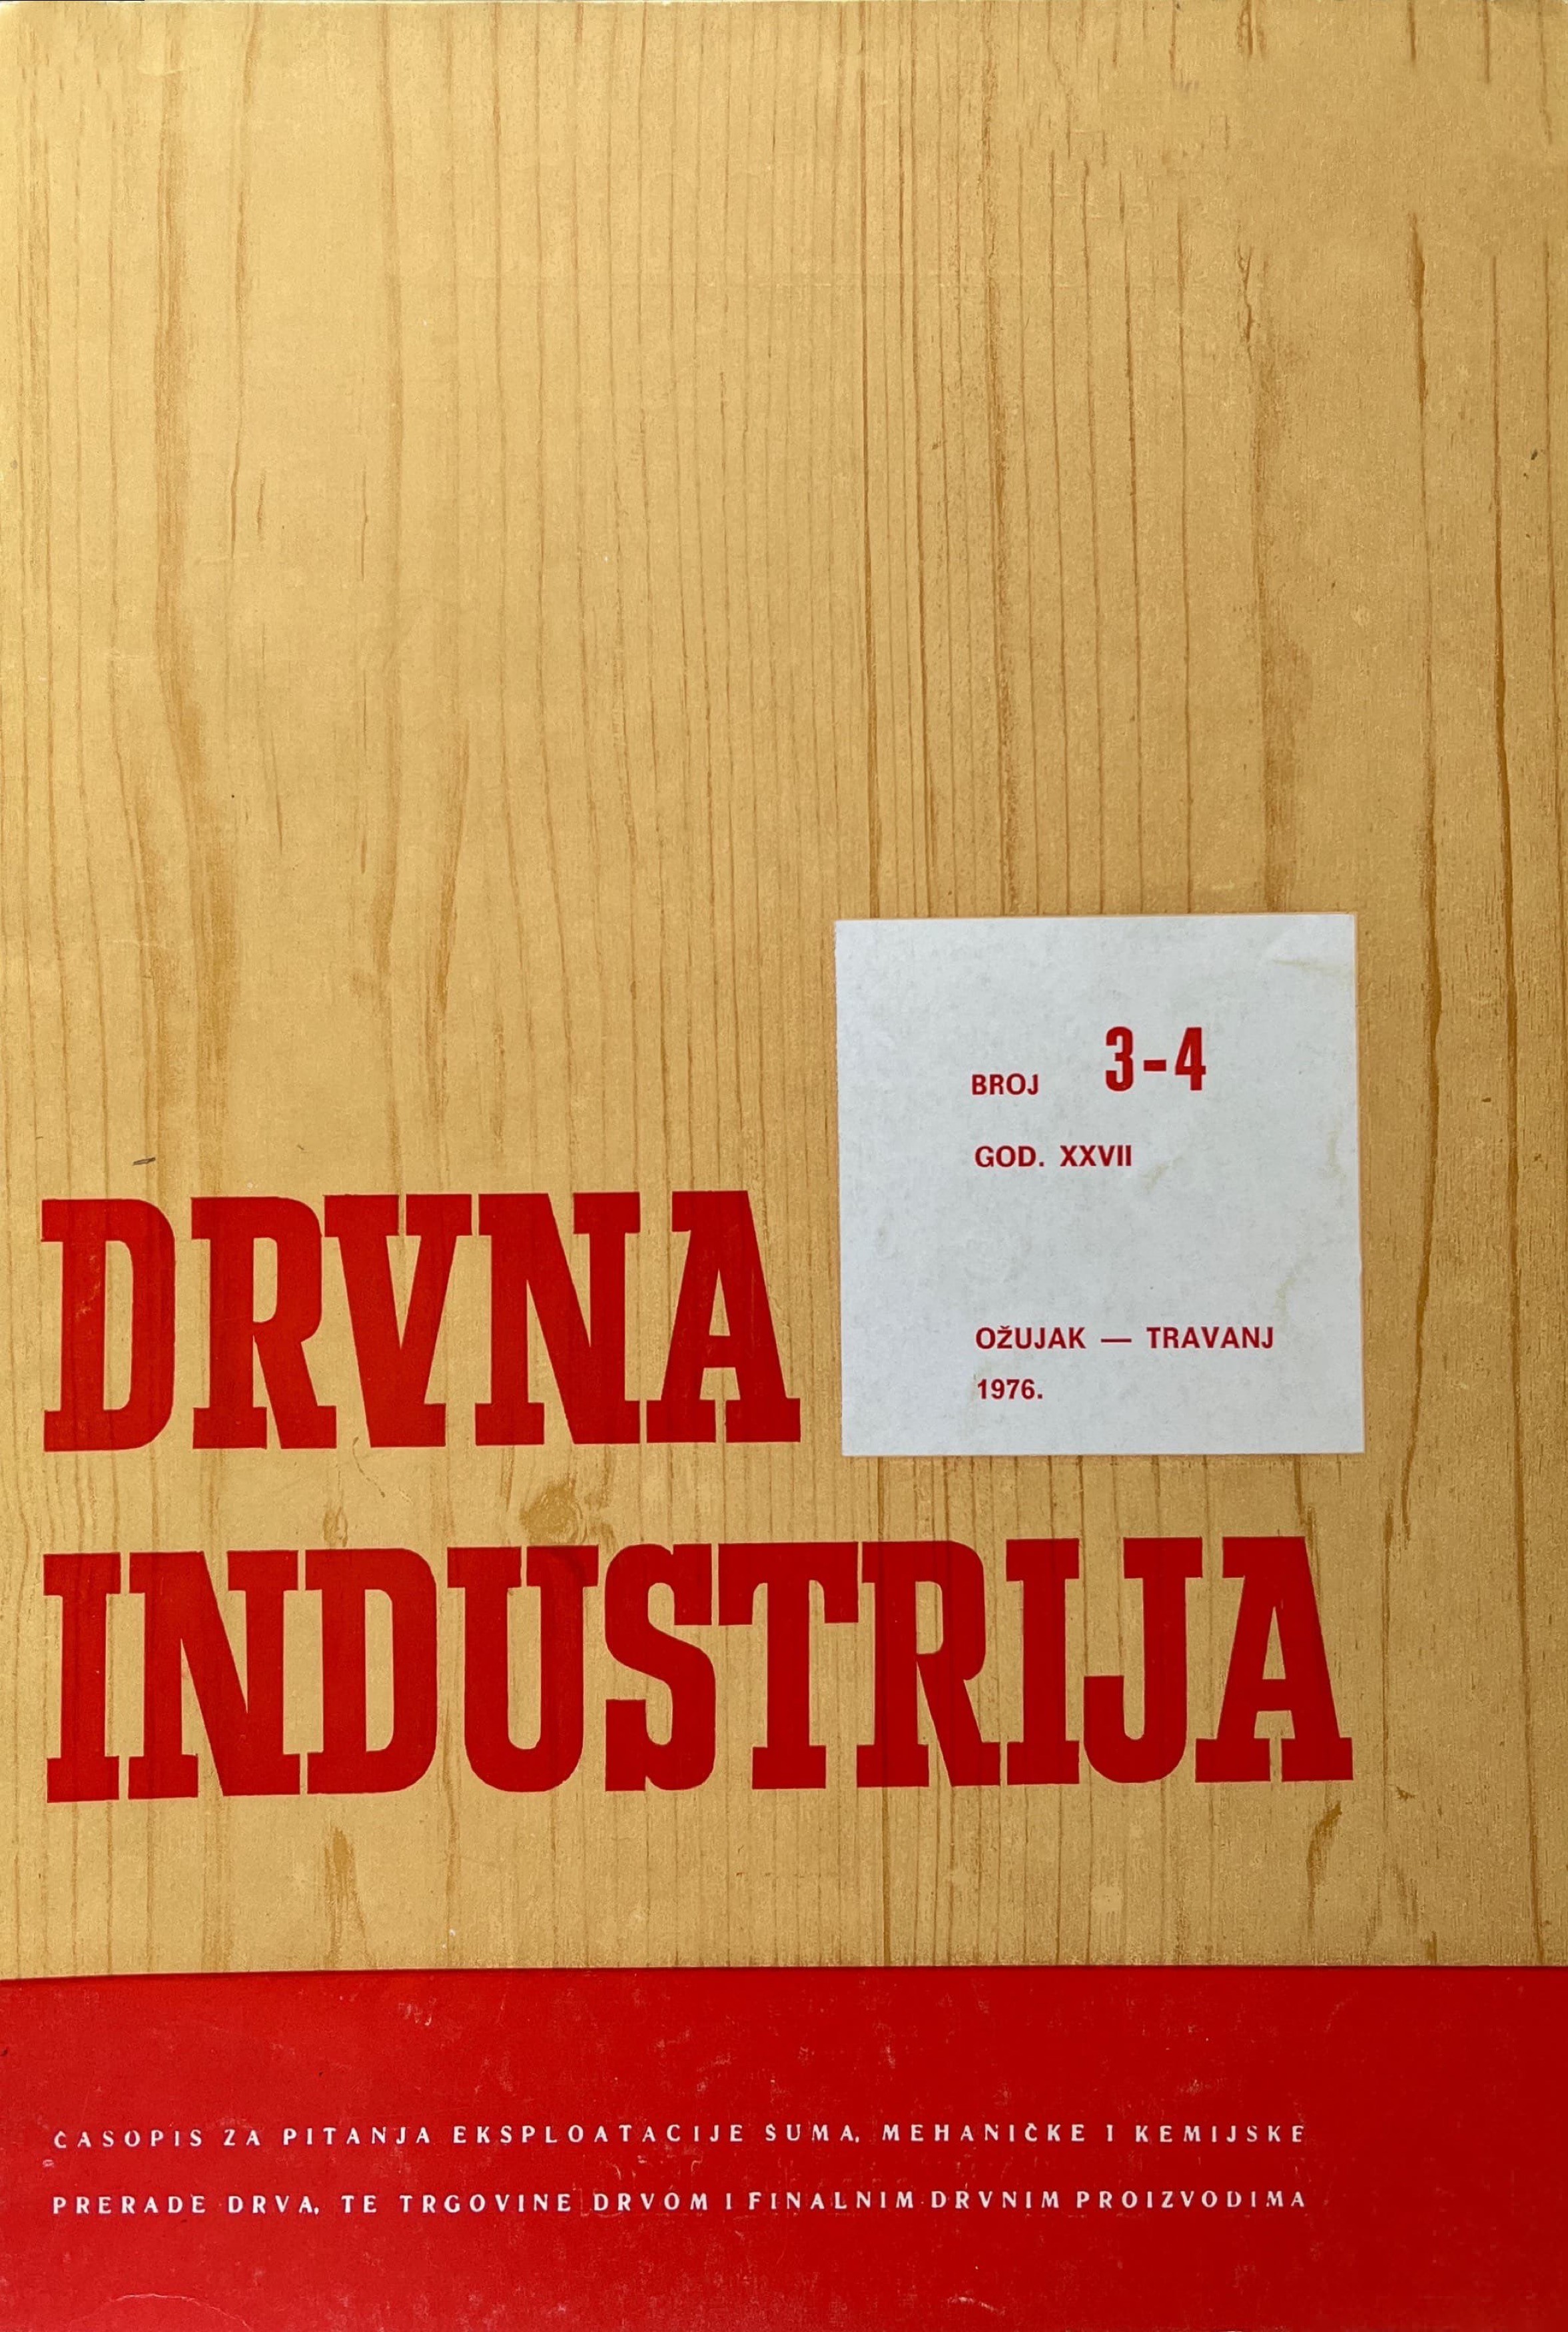 BROJ 3-4
GOD. XXVII
OŽUJAK — TRAVANJ
1976.
DRVNA
INDUSTRIJA
ČASOPIS ZA PITANJA EKSPLOATACIJE ŠUMA, MEHANIČKE I KEMIJSKE
PRERADE DRVA, TE TRGOVINE DRVOM I FINALNIM DRVNIM PROIZVODIMA